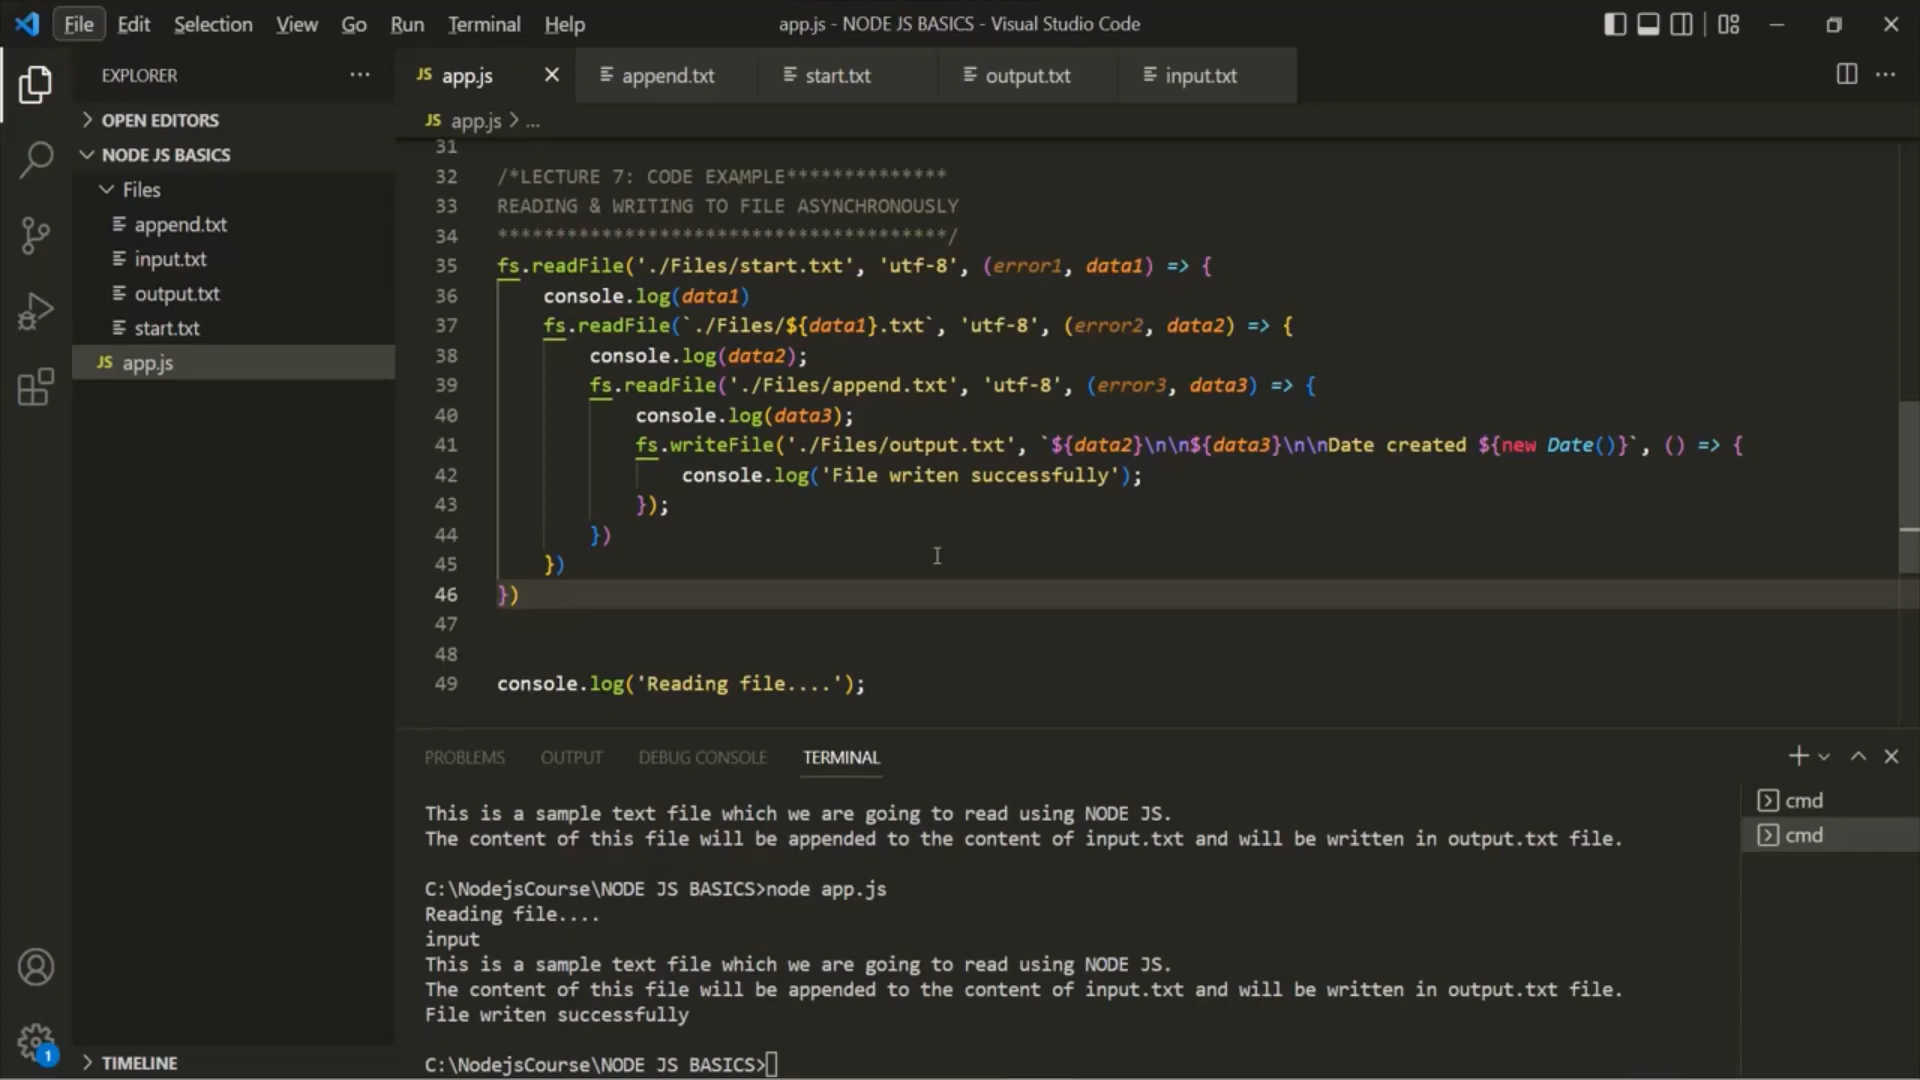 File Edit Selection View Go Run Terminal Help
app.js - NODE JS BASICS - Visual Studio Code
EXPLORER
OPEN EDITORS
NODE JS BASICS
Files
append.txt
input.txt
output.txt
start.txt
JS app.js
TIMELINE
1
JS app.js append.txt start.txt output.txt input.txt
JS app.js > ...
31
32 /*LECTURE 7: CODE EXAMPLE**************
33 READING & WRITING TO FILE ASYNCHRONOUSLY
34 ***************************************/
35 fs.readFile('./Files/start.txt', 'utf-8', (error1, data1) => {
36 console.log(data1)
37 fs.readFile(`./Files/${data1}.txt`, 'utf-8', (error2, data2) => {
38 console.log(data2);
39 fs.readFile('./Files/append.txt', 'utf-8', (error3, data3) => {
40 console.log(data3);
41 fs.writeFile('./Files/output.txt', `${data2}\n\n${data3}\n\nDate created ${new Date()}`, () => {
42 console.log('File writen successfully');
43 });
44 })
45 })
46 })
47
48
49 console.log('Reading file....');
PROBLEMS OUTPUT DEBUG CONSOLE TERMINAL
This is a sample text file which we are going to read using NODE JS.
The content of this file will be appended to the content of input.txt and will be written in output.txt file.
C:\NodejsCourse\NODE JS BASICS>node app.js
Reading file....
input
This is a sample text file which we are going to read using NODE JS.
The content of this file will be appended to the content of input.txt and will be written in output.txt file.
File writen successfully
C:\NodejsCourse\NODE JS BASICS>
cmd
cmd